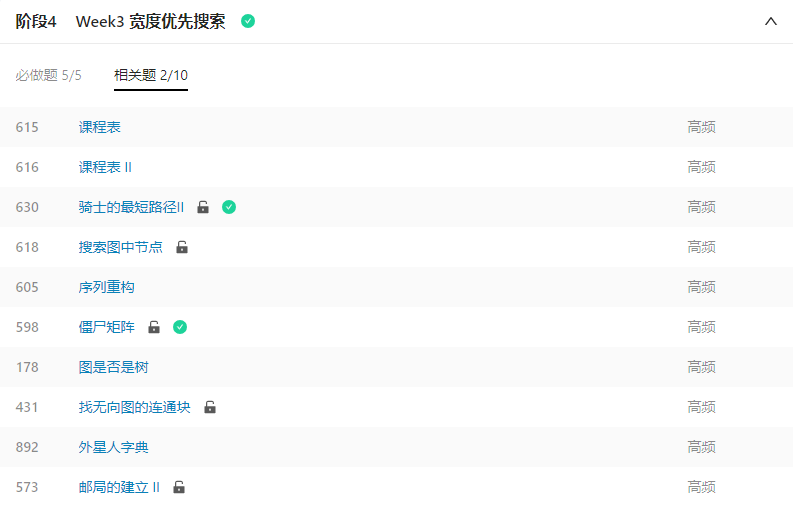 阶段4 Week3 宽度优先搜索
必做题 5/5 相关题 2/10
615 课程表 高频
616 课程表 II 高频
630 骑士的最短路径II 高频
618 搜索图中节点 高频
605 序列重构 高频
598 僵尸矩阵 高频
178 图是否是树 高频
431 找无向图的连通块 高频
892 外星人字典 高频
573 邮局的建立 II 高频